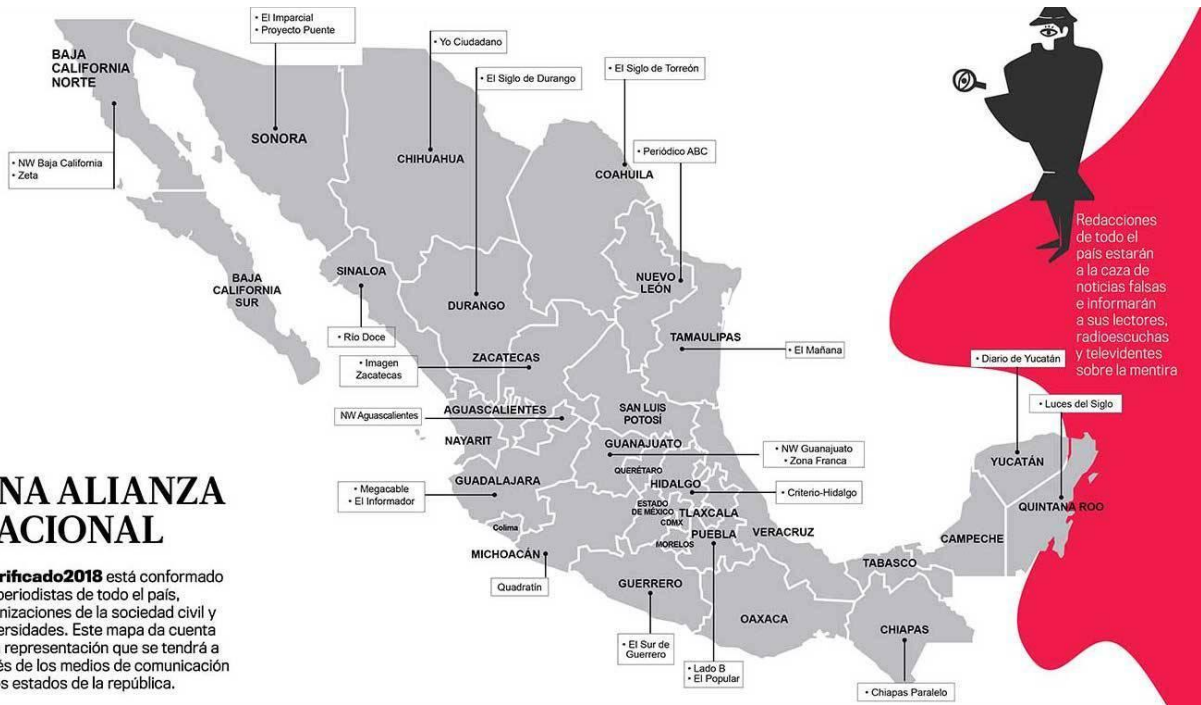 • El Imparcial
• Proyecto Puente
BAJA
CALIFORNIA
NORTE
• Yo Ciudadano
• El Siglo de Durango
• El Siglo de Torreón
SONORA
CHIHUAHUA
• Periódico ABC
COAHUILA
• NW Baja California
• Zeta
Redacciones
de todo el
país estarán
a la caza de
noticias falsas
e informarán
a sus lectores,
radioescuchas
y televidentes
sobre la mentira
BAJA
CALIFORNIA
SUR
SINALOA
DURANGO
NUEVO
LEÓN
• Río Doce
TAMAULIPAS
• El Mañana
• Imagen
Zacatecas
ZACATECAS
• Diario de Yucatán
NW Aguascalientes
AGUASCALIENTES
SAN LUIS
POTOSÍ
• Luces del Siglo
NAYARIT
GUANAJUATO
• NW Guanajuato
• Zona Franca
QUERÉTARO
YUCATÁN
• Megacable
• El Informador
GUADALAJARA
HIDALGO
• Criterio-Hidalgo
ESTADO
DE MÉXICO
TLAXCALA
CDMX
QUINTANA ROO
Colima
MORELOS
PUEBLA
VERACRUZ
CAMPECHE
MICHOACÁN
TABASCO
Quadratín
GUERRERO
OAXACA
CHIAPAS
• El Sur de
Guerrero
• Lado B
• El Popular
• Chiapas Paralelo
NA ALIANZA
ACIONAL
rificado2018 está conformado
periodistas de todo el país,
nizaciones de la sociedad civil y
ersidades. Este mapa da cuenta
representación que se tendrá a
és de los medios de comunicación
os estados de la república.